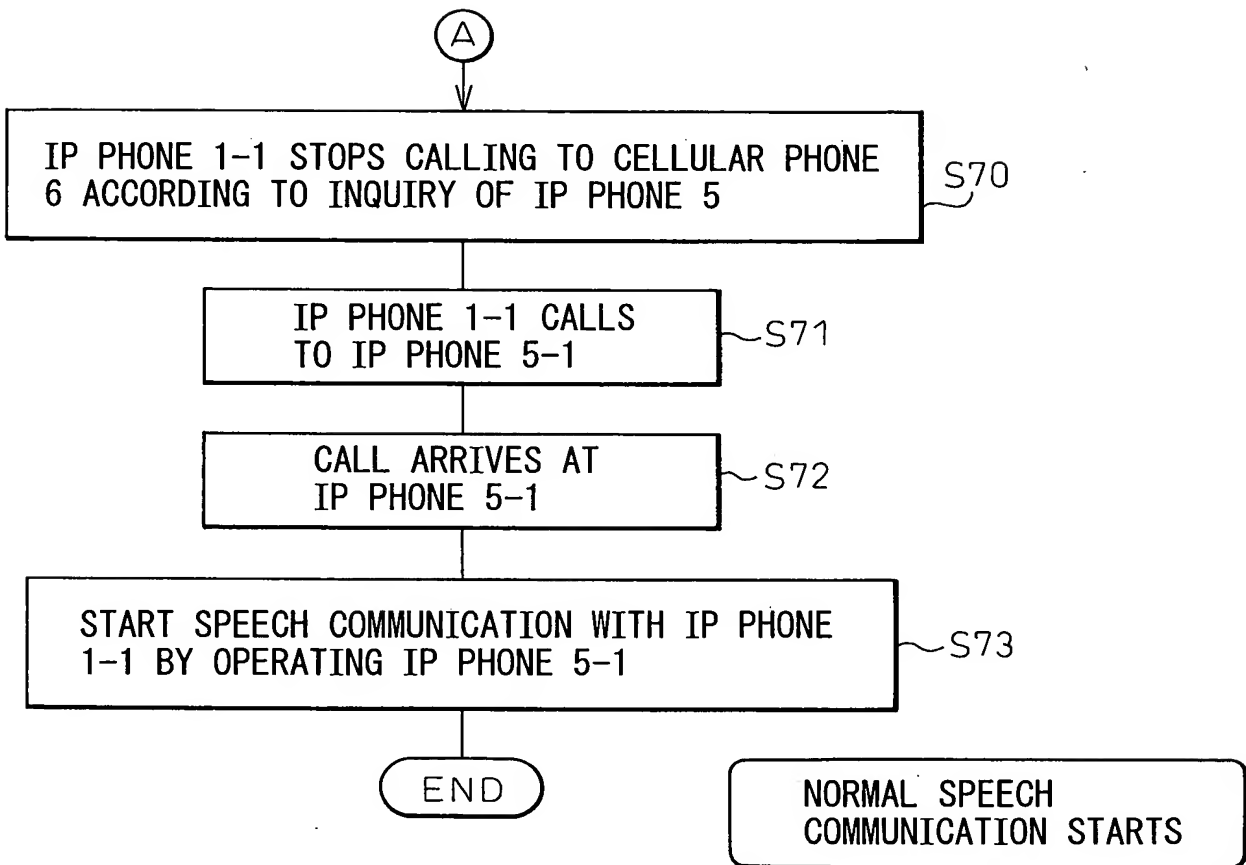 A
IP PHONE 1-1 STOPS CALLING TO CELLULAR PHONE
6 ACCORDING TO INQUIRY OF IP PHONE 5
S70
IP PHONE 1-1 CALLS
TO IP PHONE 5-1
S71
CALL ARRIVES AT
IP PHONE 5-1
S72
START SPEECH COMMUNICATION WITH IP PHONE
1-1 BY OPERATING IP PHONE 5-1
S73
END
NORMAL SPEECH
COMMUNICATION STARTS